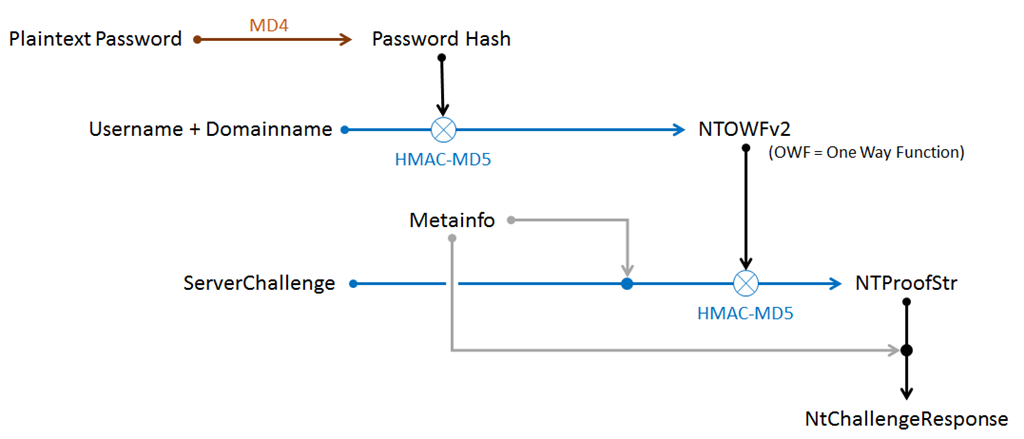 MD4
Plaintext Password
Password Hash
Username + Domainname
NTOWFv2
HMAC-MD5
(OWF = One Way Function)
Metainfo
ServerChallenge
NTProofStr
HMAC-MD5
NtChallengeResponse